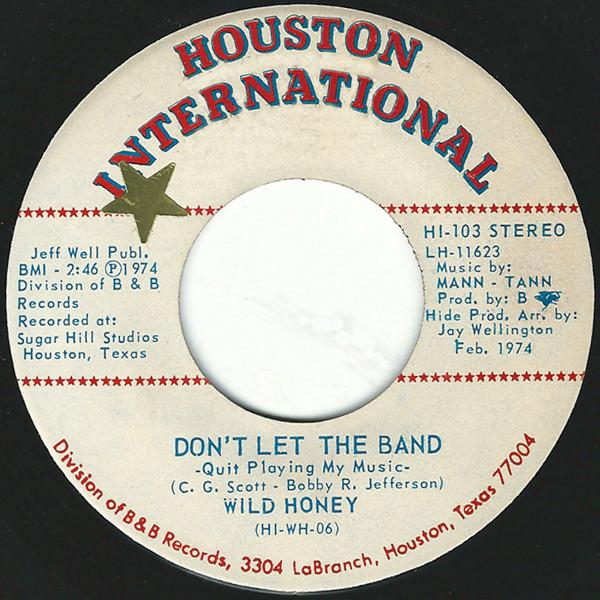 HOUSTON
INTERNATIONAL
Jeff Well Publ.
BMI - 2:46 Ⓟ1974
Division of B & B
Records
Recorded at:
Sugar Hill Studios
Houston, Texas
HI-103 STEREO
LH-11623
Music by:
MANN - TANN
Prod. by: B
Hide Prod. Arr. by:
Jay Wellington
Feb. 1974
DON'T LET THE BAND
-Quit Playing My Music-
(C. G. Scott - Bobby R. Jefferson)
WILD HONEY
(HI-WH-06)
Division of B&B Records, 3304 LaBranch, Houston, Texas 77004